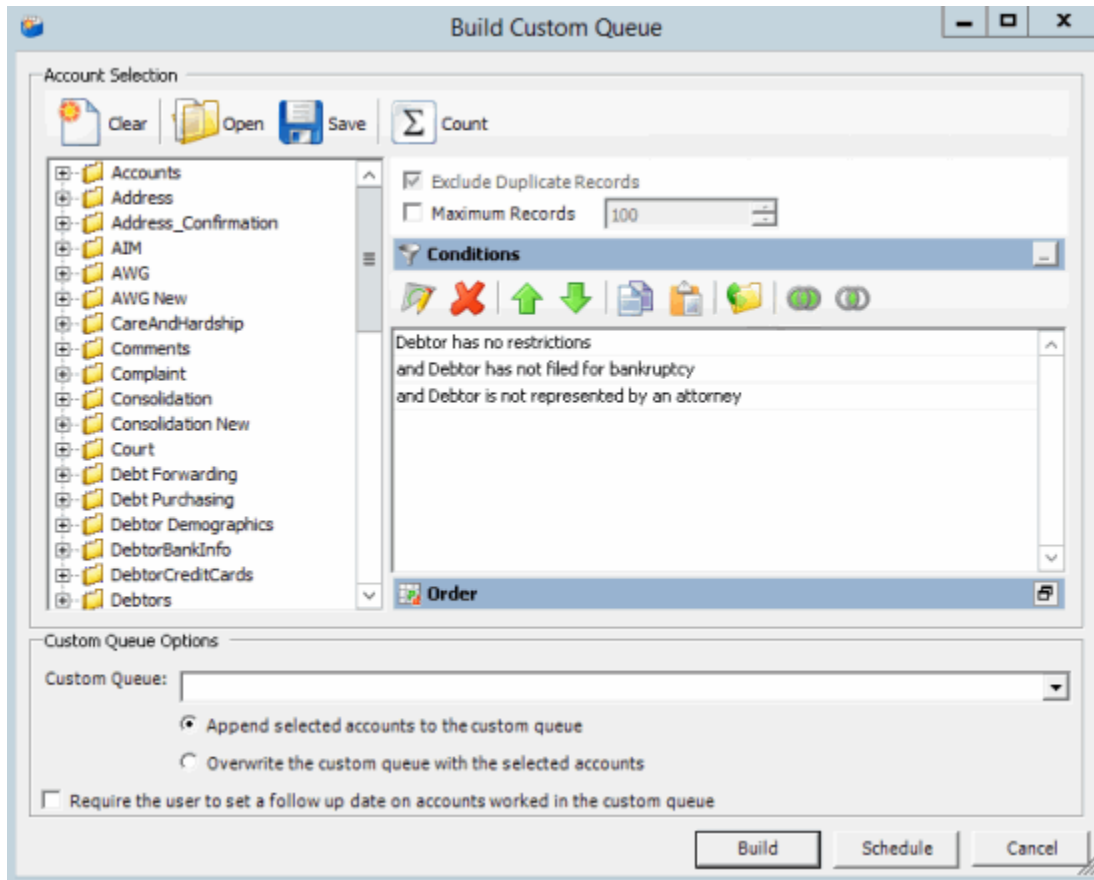 Build Custom Queue
Account Selection
Clear Open Save Count
Accounts
Address
Address_Confirmation
AIM
AWG
AWG New
CareAndHardship
Comments
Complaint
Consolidation
Consolidation New
Court
Debt Forwarding
Debt Purchasing
Debtor Demographics
DebtorBankInfo
DebtorCreditCards
Debtors
Exclude Duplicate Records
Maximum Records 100
Conditions
Debtor has no restrictions
and Debtor has not filed for bankruptcy
and Debtor is not represented by an attorney
Order
Custom Queue Options
Custom Queue:
Append selected accounts to the custom queue
Overwrite the custom queue with the selected accounts
Require the user to set a follow up date on accounts worked in the custom queue
Build Schedule Cancel